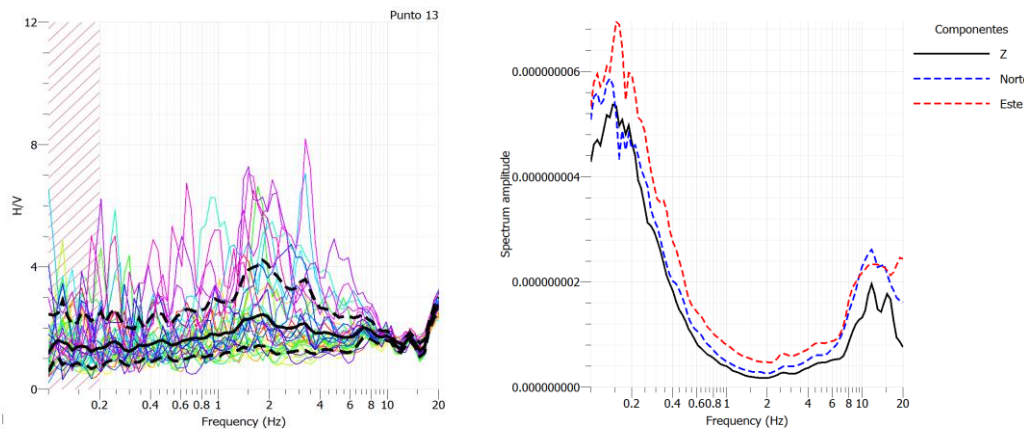 Punto 13
12
8
4
0
H/V
0.2 0.4 0.6 0.8 1 2 4 6 8 10 20
Frequency (Hz)
0.000000006
0.000000004
0.000000002
0.000000000
Spectrum amplitude
0.2 0.4 0.60.8 1 2 4 6 8 10 20
Frequency (Hz)
Componentes
Z
Norte
Este